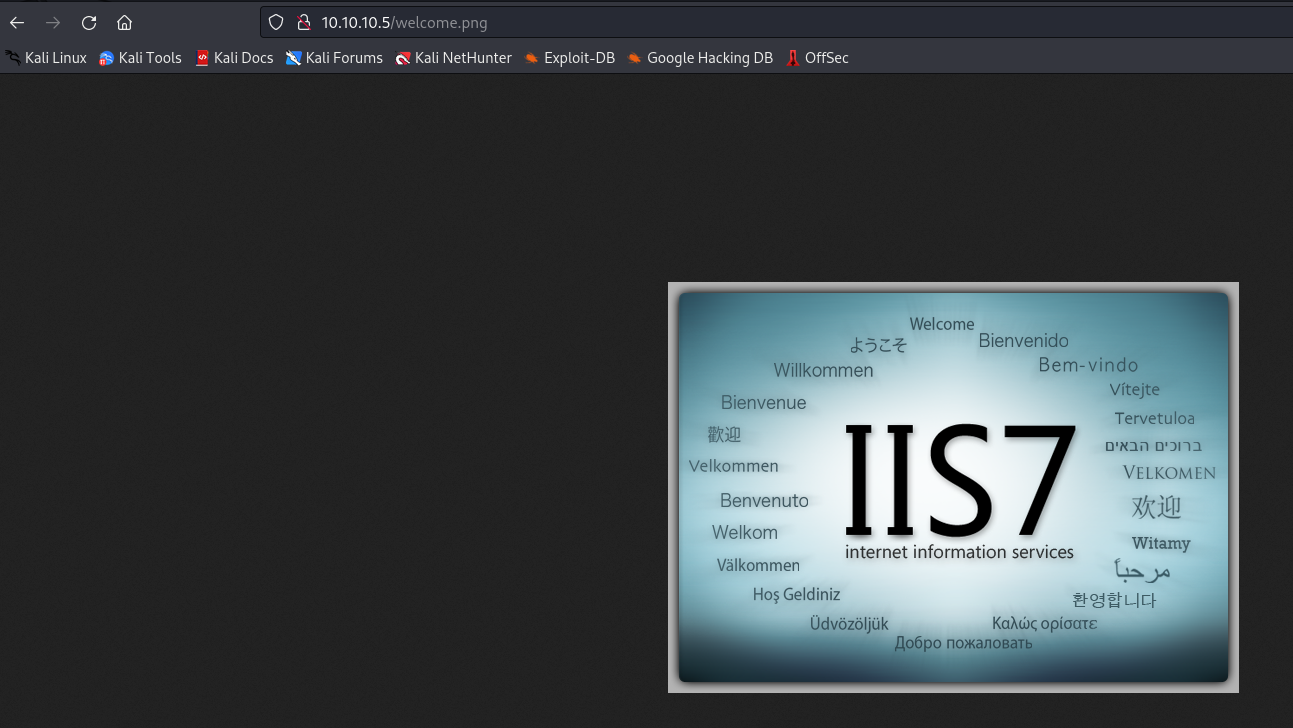 10.10.10.5/welcome.png
Kali Linux Kali Tools Kali Docs Kali Forums Kali NetHunter Exploit-DB Google Hacking DB OffSec
Welcome
ようこそ
Bienvenido
Willkommen
Bem-vindo
Vítejte
Bienvenue
Tervetuloa
歡迎
ברוכים הבאים
Velkommen
VELKOMEN
IIS7
Benvenuto
欢迎
Welkom
Witamy
internet information services
Välkommen
مرحباً
Hoş Geldiniz
환영합니다
Üdvözöljük
Καλώς ορίσατε
Добро пожаловать